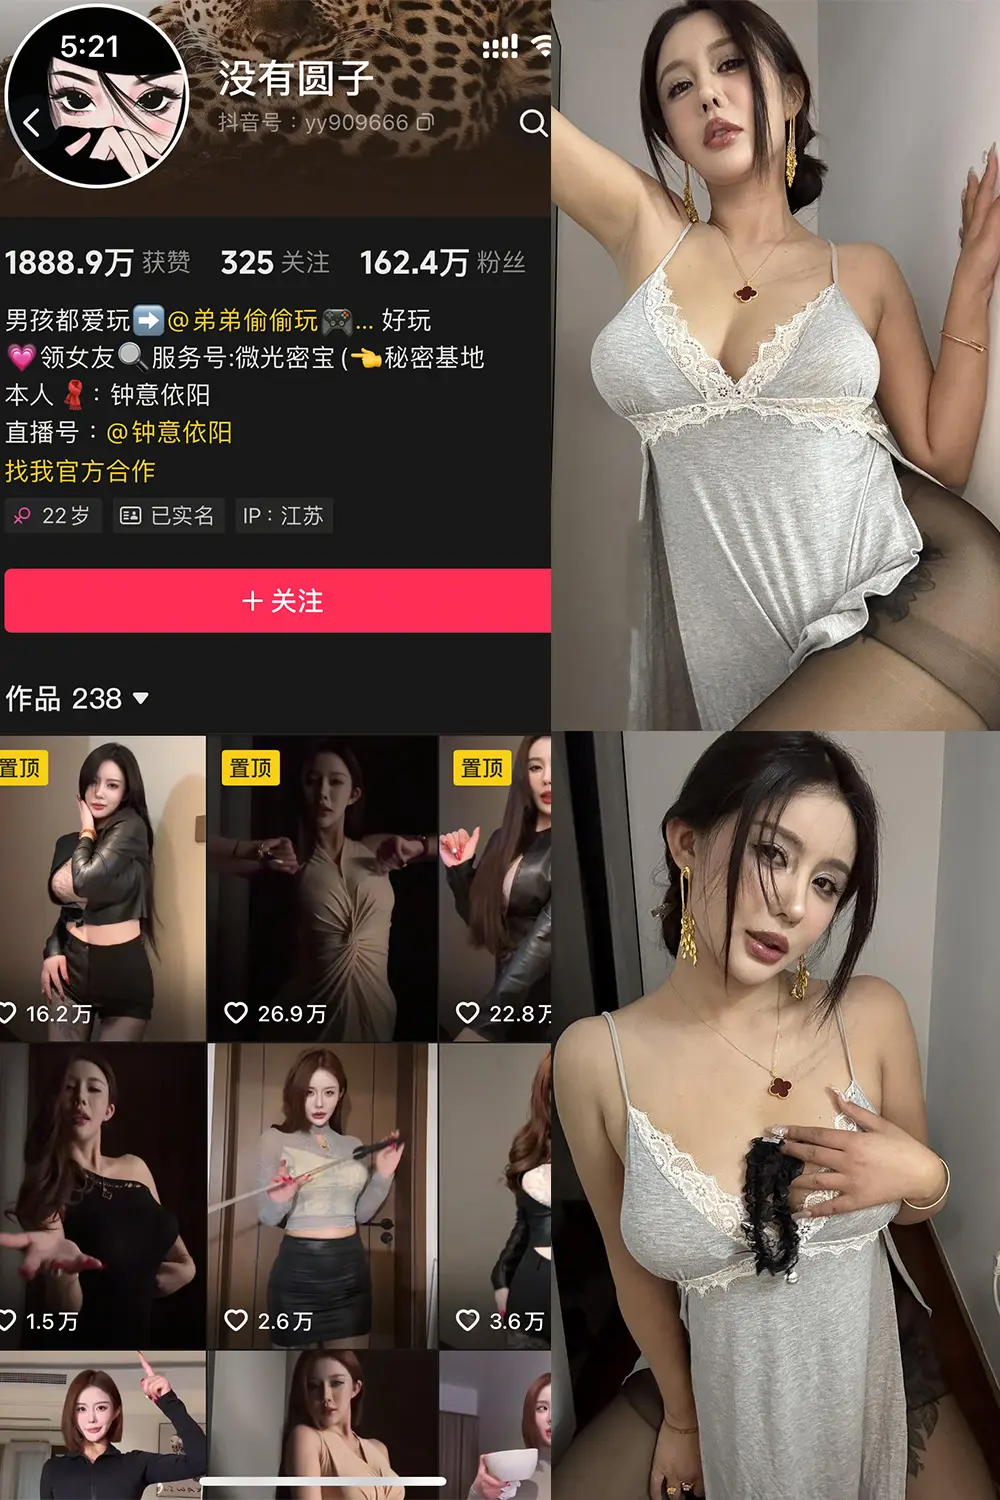 5:21
没有圆子
抖音号：yy909666
1888.9万 获赞 325 关注 162.4万 粉丝
男孩都爱玩➡️@弟弟偷偷玩🎮... 好玩
💗领女友🔍服务号:微光密宝(👈秘密基地
本人🧣：钟意依阳
直播号：@钟意依阳
找我官方合作
22岁 已实名 IP：江苏
+ 关注
作品 238
置顶 置顶 置顶
16.2万 26.9万 22.8万
1.5万 2.6万 3.6万